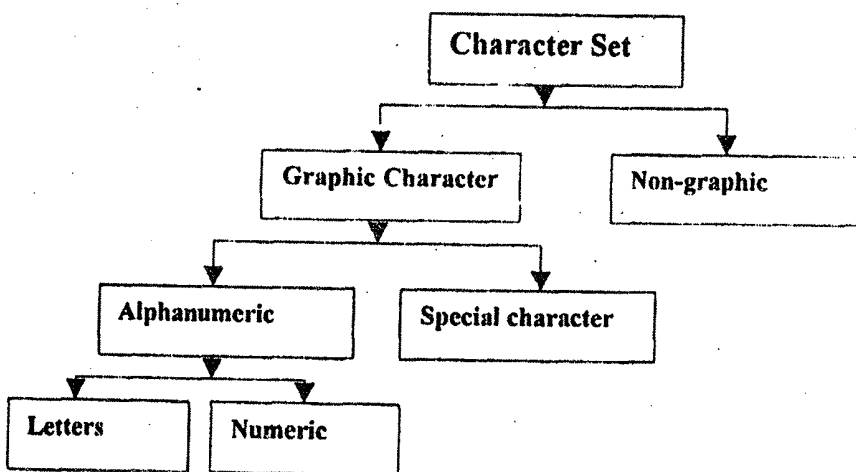 Character Set
Graphic Character
Non-graphic
Alphanumeric
Special character
Letters
Numeric